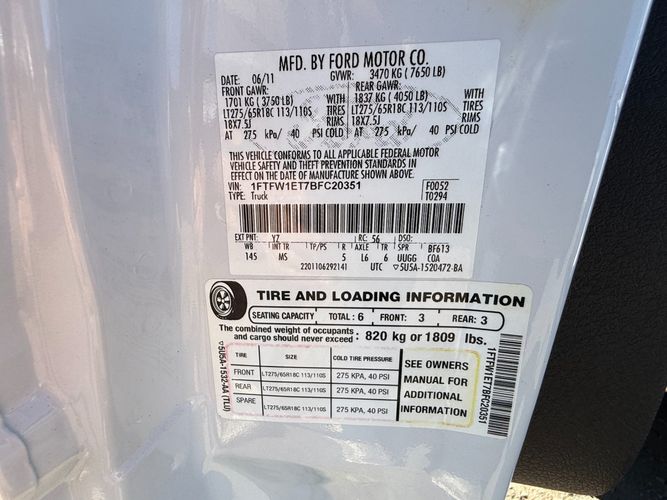 MFD. BY FORD MOTOR CO.
DATE: 06/11 GVWR: 3470 KG (7650 LB)
FRONT GAWR: REAR GAWR:
1701 KG (3750 LB) WITH 1837 KG (4050 LB) WITH
LT275/65R18C 113/110S TIRES LT275/65R18C 113/110S TIRES
18X7.5J RIMS 18X7.5J RIMS
AT 275 kPa/ 40 PSI COLD AT 275 kPa/ 40 PSI COLD
THIS VEHICLE CONFORMS TO ALL APPLICABLE FEDERAL MOTOR
VEHICLE SAFETY AND THEFT PREVENTION STANDARDS IN
EFFECT ON THE DATE OF MANUFACTURE SHOWN ABOVE.
VIN: 1FTFW1ET7BFC20351 F0052
TYPE: Truck T0294
EXT PNT: YZ RC: 56 DSO:
WB INT TR TP/PS R AXLE TR SPR BF613
145 MS 5 L6 6 UUGG COA
2201106292141 UTC ▽5U5A-1520472-BA
TIRE AND LOADING INFORMATION
SEATING CAPACITY TOTAL : 6 FRONT: 3 REAR: 3
The combined weight of occupants
and cargo should never exceed : 820 kg or 1809 lbs.
TIRE SIZE COLD TIRE PRESSURE
FRONT LT275/65R18C 113/110S 275 KPA, 40 PSI
REAR LT275/65R18C 113/110S 275 KPA, 40 PSI
SPARE LT275/65R18C 113/110S 275 KPA, 40 PSI
SEE OWNERS
MANUAL FOR
ADDITIONAL
INFORMATION
▽5U5A-1532-AA (TLU)
1FTFW1ET7BFC20351